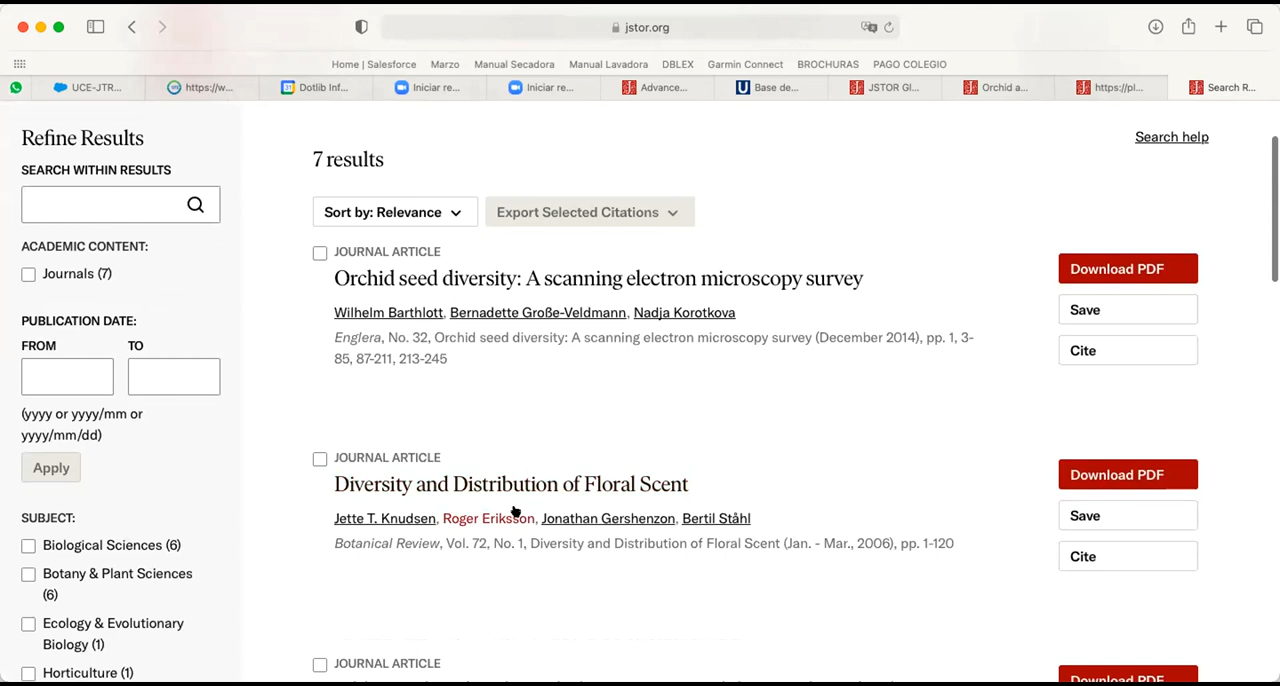 jstor.org
Home | Salesforce Marzo Manual Secadora Manual Lavadora DBLEX Garmin Connect BROCHURAS PAGO COLEGIO
UCE-JTR... https://w... 31 Dotlib Inf... Iniciar re... Iniciar re... Advance... Base de... JSTOR Gl... Orchid a... https://pl... Search R...
Refine Results
SEARCH WITHIN RESULTS
ACADEMIC CONTENT:
Journals (7)
PUBLICATION DATE:
FROM TO
(yyyy or yyyy/mm or
yyyy/mm/dd)
Apply
SUBJECT:
Biological Sciences (6)
Botany & Plant Sciences
(6)
Ecology & Evolutionary
Biology (1)
Horticulture (1)
Search help
7 results
Sort by: Relevance Export Selected Citations
JOURNAL ARTICLE
Orchid seed diversity: A scanning electron microscopy survey
Wilhelm Barthlott, Bernadette Große-Veldmann, Nadja Korotkova
Englera, No. 32, Orchid seed diversity: A scanning electron microscopy survey (December 2014), pp. 1, 3-
85, 87-211, 213-245
Download PDF
Save
Cite
JOURNAL ARTICLE
Diversity and Distribution of Floral Scent
Jette T. Knudsen, Roger Eriksson, Jonathan Gershenzon, Bertil Ståhl
Botanical Review, Vol. 72, No. 1, Diversity and Distribution of Floral Scent (Jan. - Mar., 2006), pp. 1-120
Download PDF
Save
Cite
JOURNAL ARTICLE
Download PDF